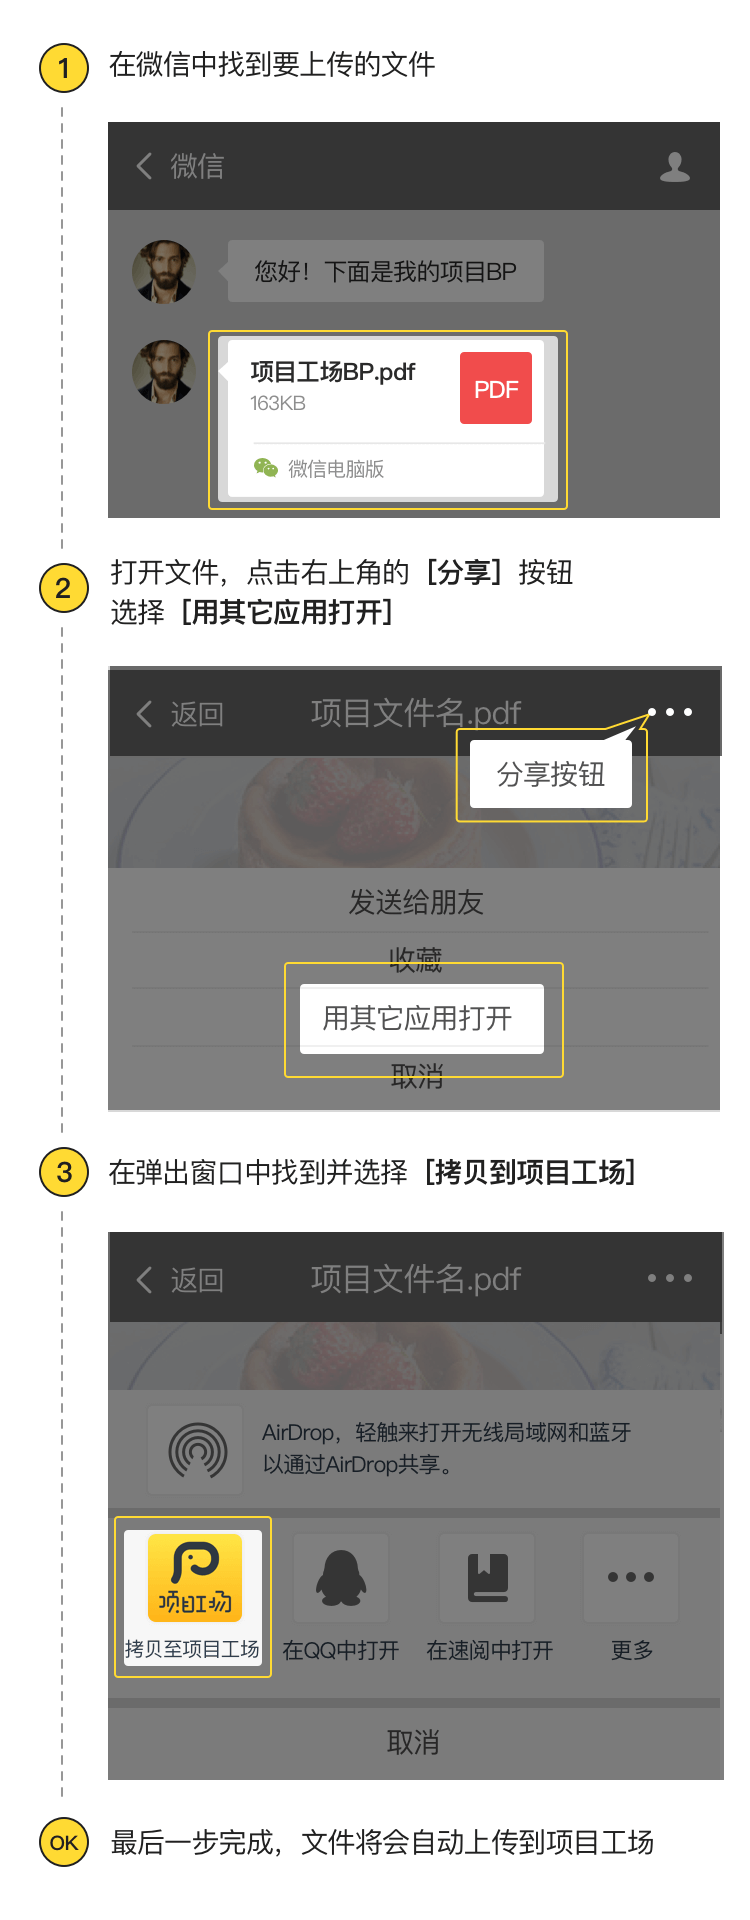 1 在微信中找到要上传的文件
微信
您好！下面是我的项目BP
项目工场BP.pdf
PDF
163KB
微信电脑版
2 打开文件，点击右上角的［分享］按钮
选择［用其它应用打开］
返回 项目文件名.pdf
分享按钮
发送给朋友
收藏
用其它应用打开
取消
3 在弹出窗口中找到并选择［拷贝到项目工场］
返回 项目文件名.pdf
AirDrop，轻触来打开无线局域网和蓝牙
以通过AirDrop共享。
项目工场
拷贝至项目工场 在QQ中打开 在速阅中打开 更多
取消
OK 最后一步完成，文件将会自动上传到项目工场